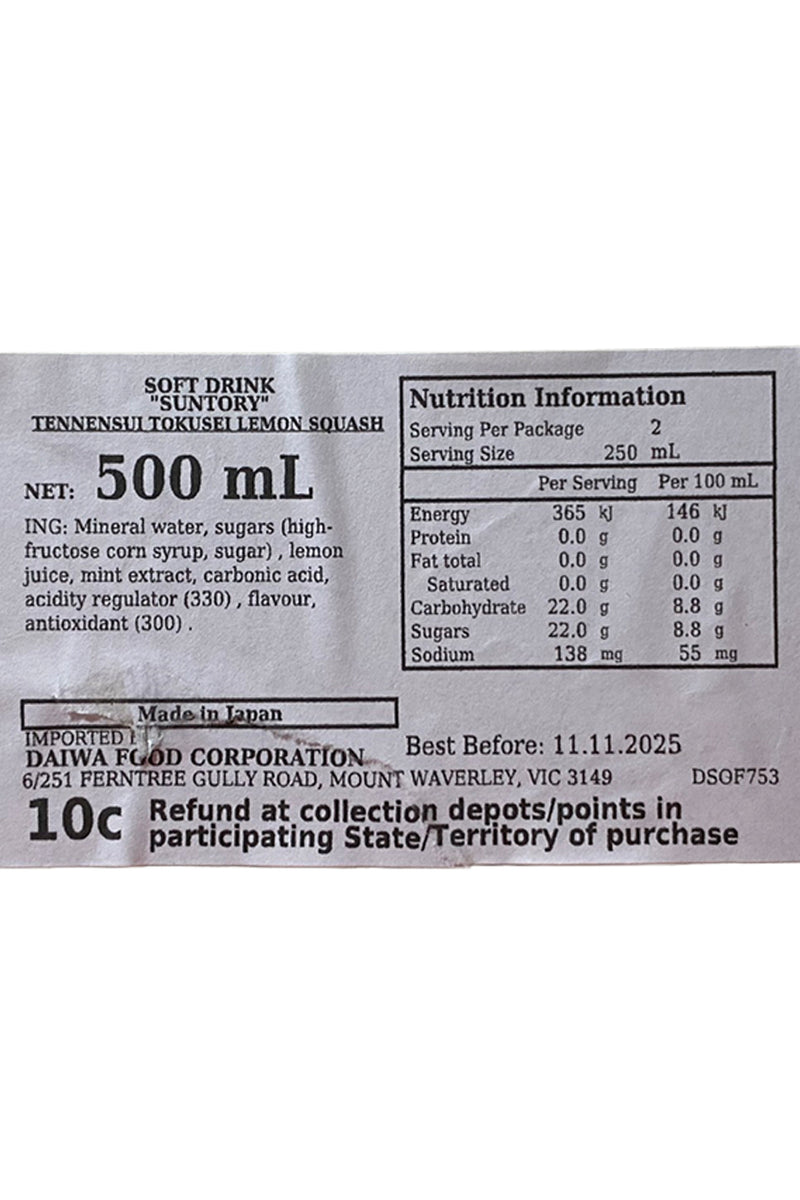 SOFT DRINK
"SUNTORY"
TENNENSUI TOKUSEI LEMON SQUASH
NET: 500 mL
ING: Mineral water, sugars (high-
fructose corn syrup, sugar) , lemon
juice, mint extract, carbonic acid,
acidity regulator (330) , flavour,
antioxidant (300) .
Nutrition Information
Serving Per Package 2
Serving Size 250 mL
Per Serving Per 100 mL
Energy 365 kJ 146 kJ
Protein 0.0 g 0.0 g
Fat total 0.0 g 0.0 g
Saturated 0.0 g 0.0 g
Carbohydrate 22.0 g 8.8 g
Sugars 22.0 g 8.8 g
Sodium 138 mg 55 mg
Made in Japan
IMPORTED
DAIWA FOOD CORPORATION
Best Before: 11.11.2025
6/251 FERNTREE GULLY ROAD, MOUNT WAVERLEY, VIC 3149 DSOF753
10c Refund at collection depots/points in
participating State/Territory of purchase